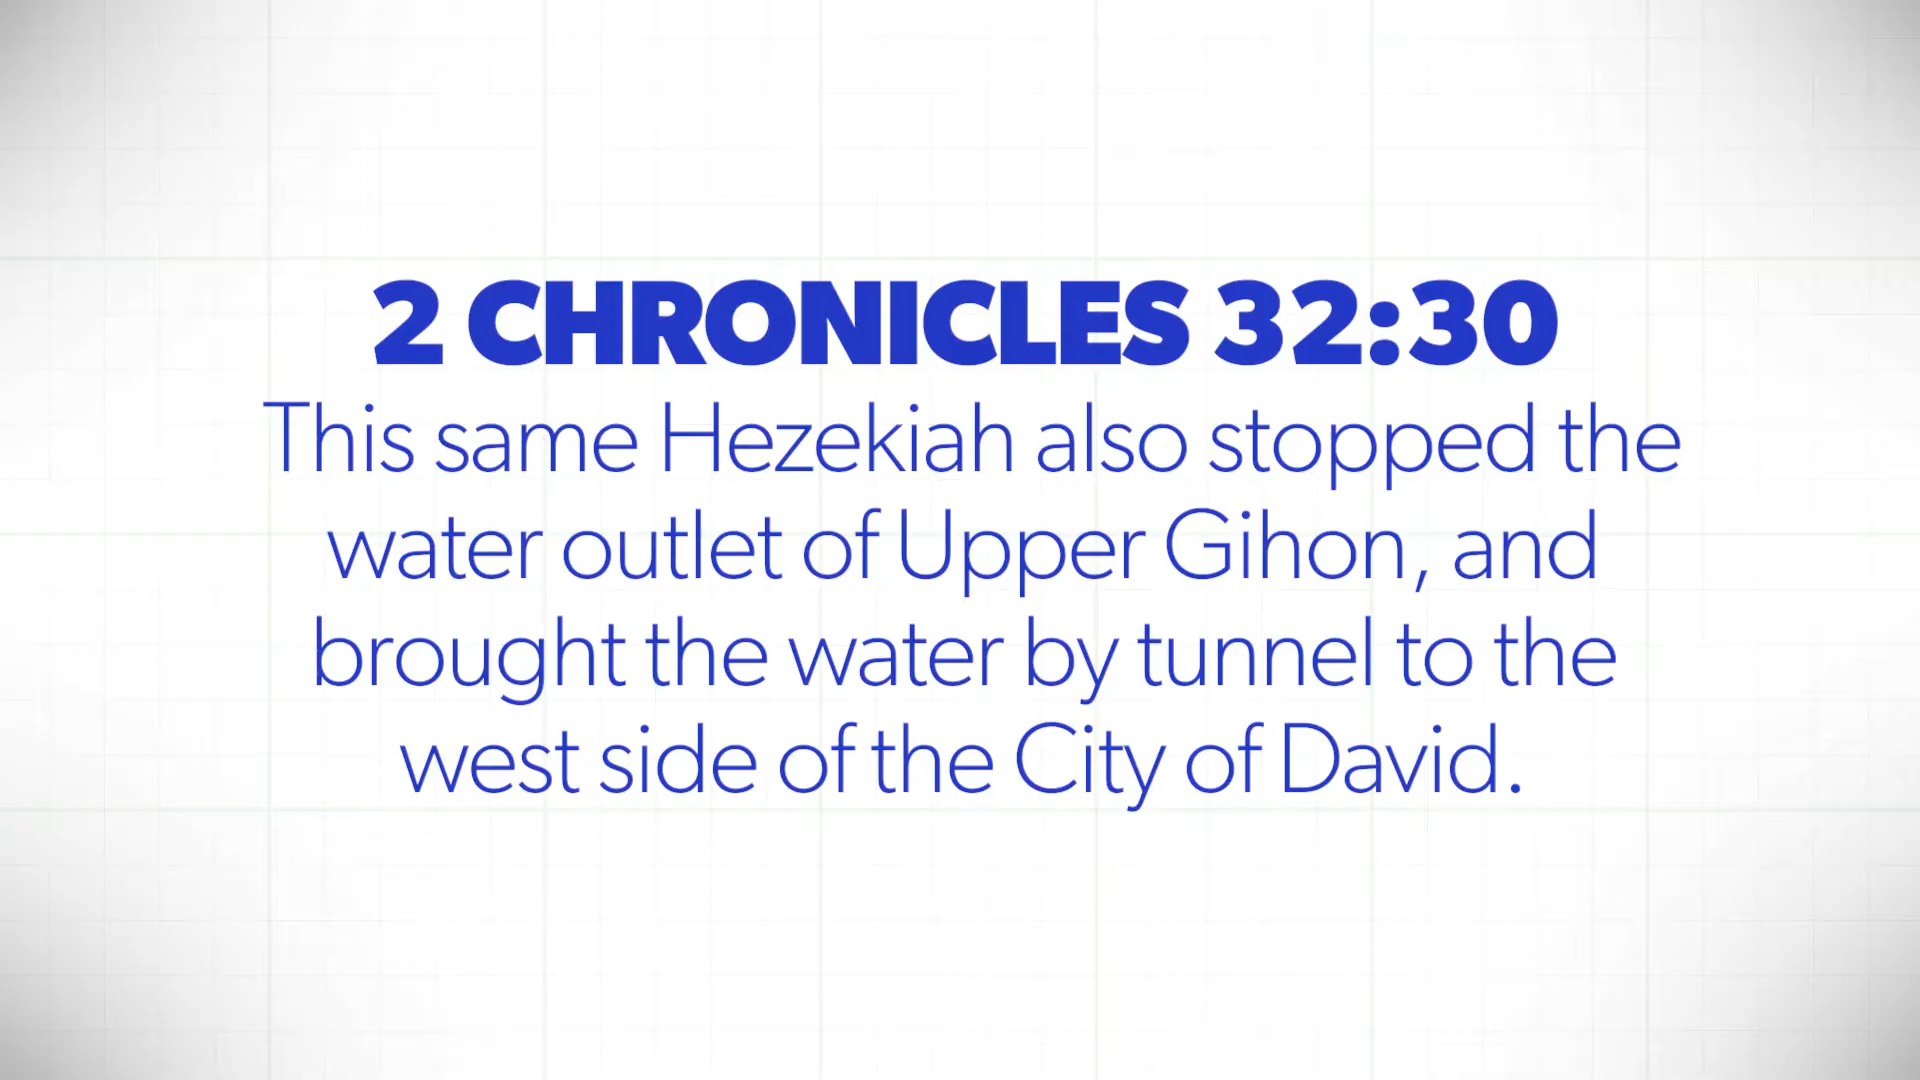 2 CHRONICLES 32:30
This same Hezekiah also stopped the
water outlet of Upper Gihon, and
brought the water by tunnel to the
west side of the City of David.